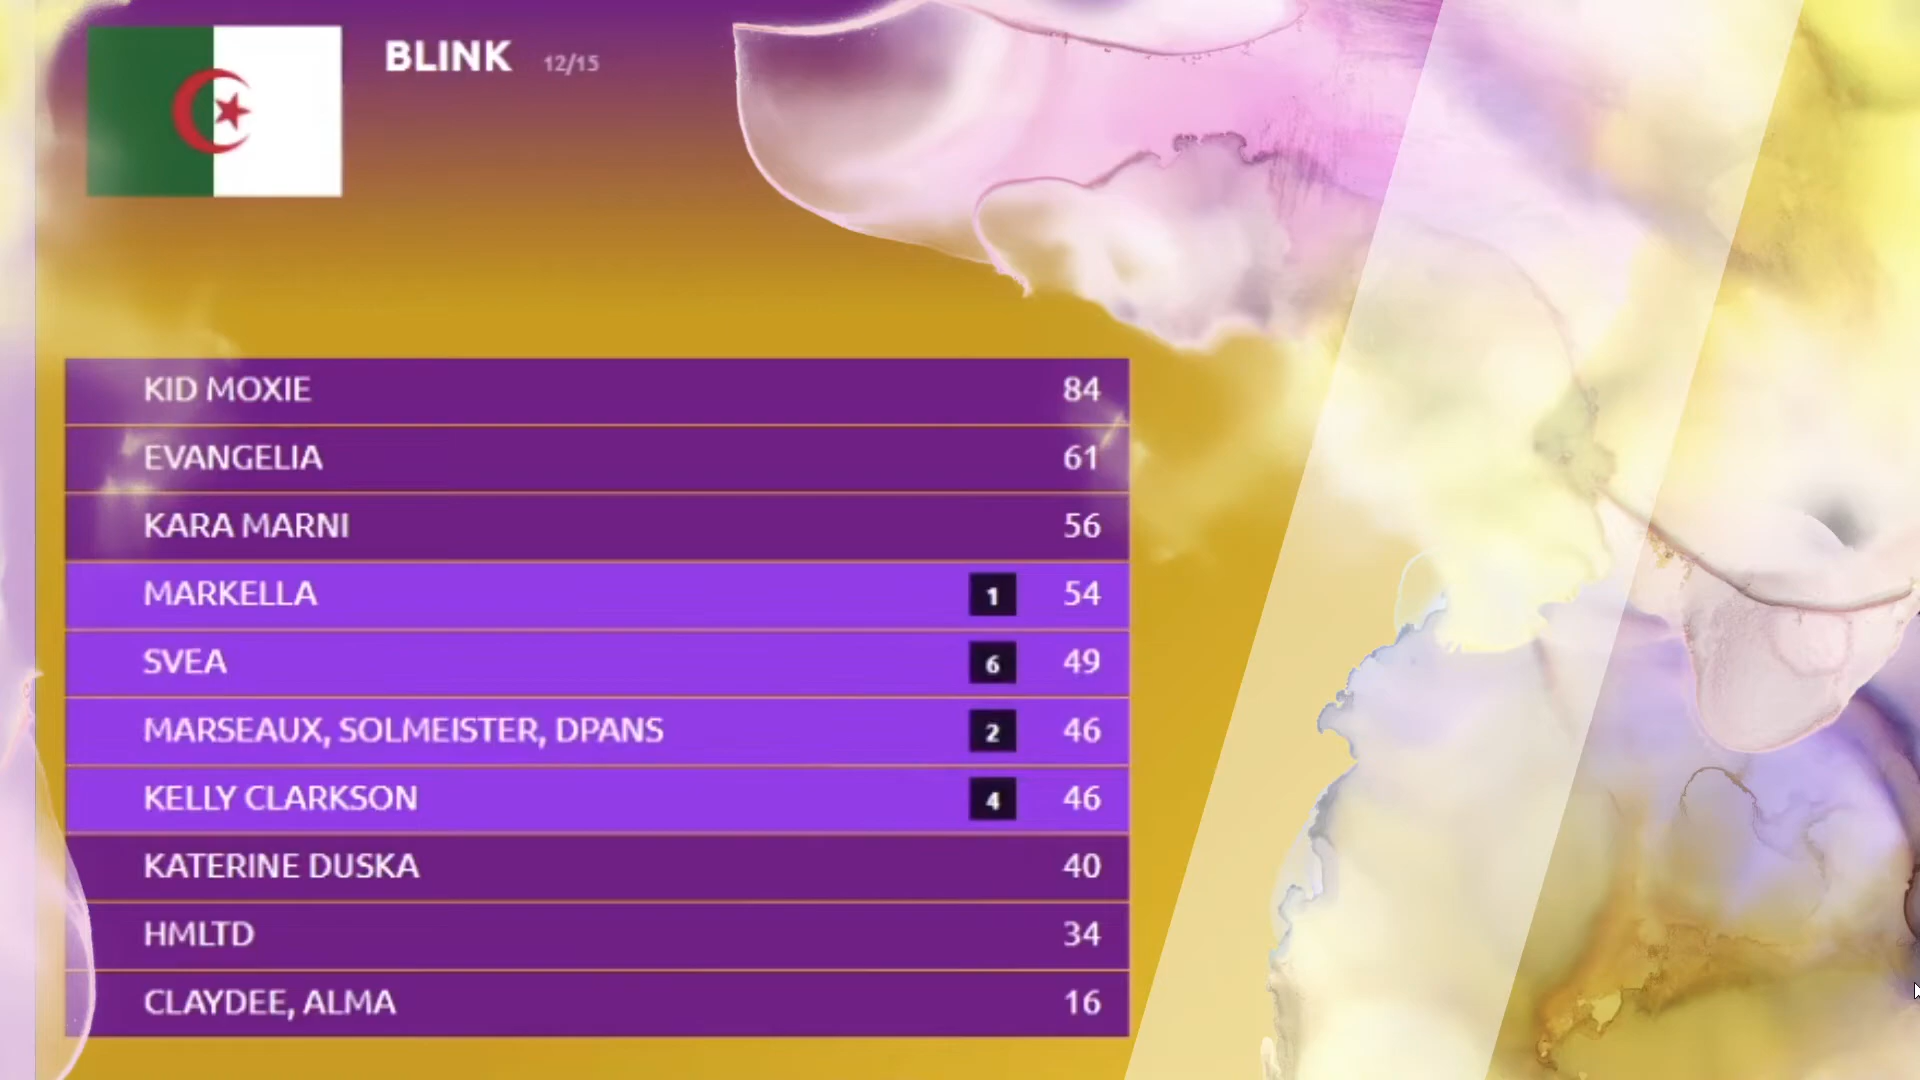 BLINK 12/15
KID MOXIE 84
EVANGELIA 61
KARA MARNI 56
MARKELLA 1 54
SVEA 6 49
MARSEAUX, SOLMEISTER, DPANS 2 46
KELLY CLARKSON 4 46
KATERINE DUSKA 40
HMLTD 34
CLAYDEE, ALMA 16